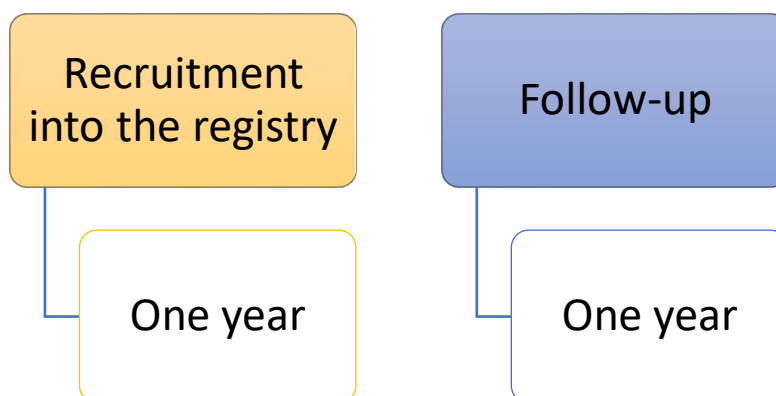 Recruitment
into the registry
Follow-up
One year
One year